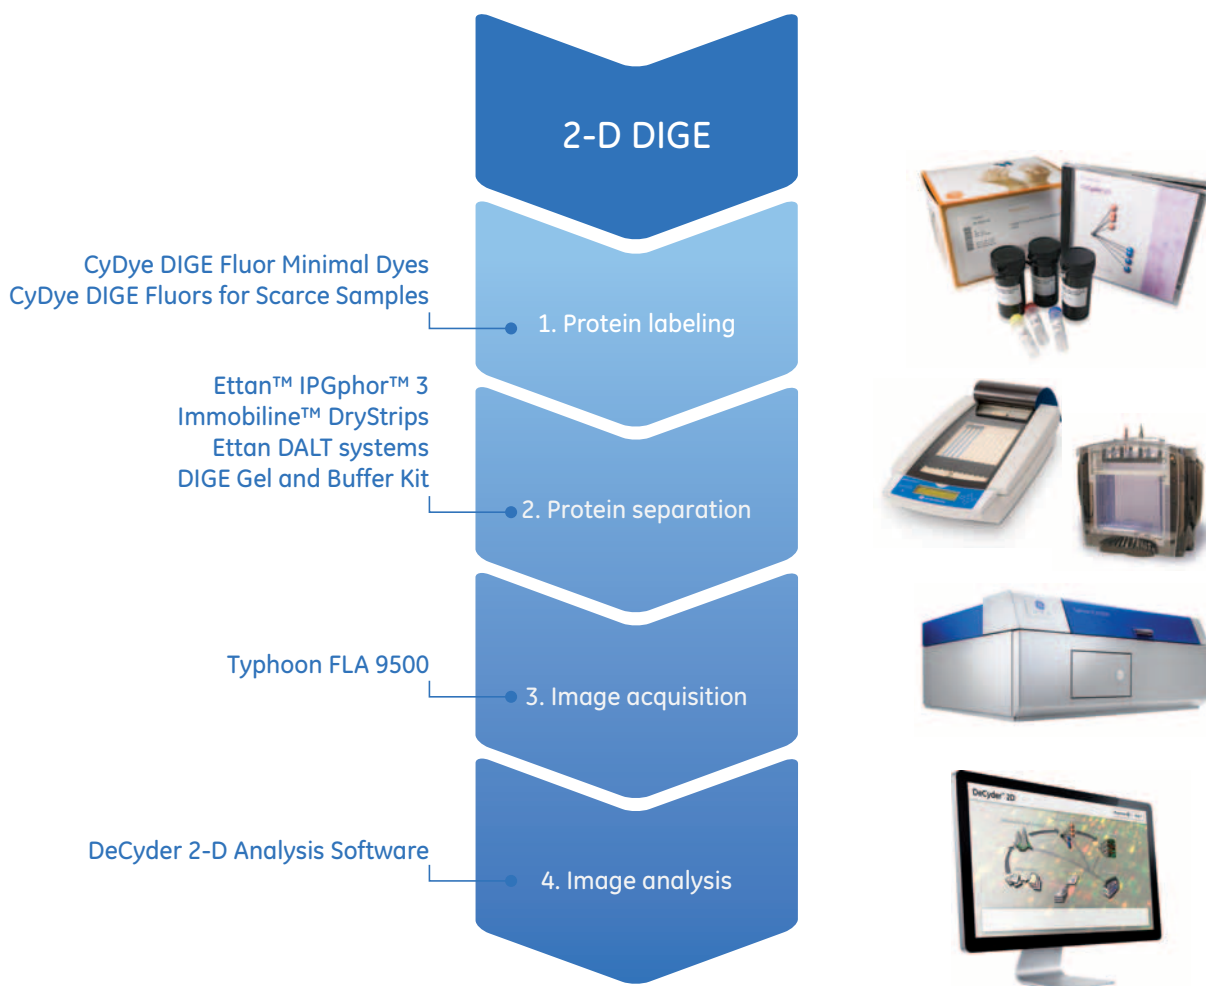 2-D DIGE
CyDye DIGE Fluor Minimal Dyes
CyDye DIGE Fluors for Scarce Samples
1. Protein labeling
Ettan™ IPGphor™ 3
Immobiline™ DryStrips
Ettan DALT systems
DIGE Gel and Buffer Kit
2. Protein separation
Typhoon FLA 9500
3. Image acquisition
DeCyder 2-D Analysis Software
4. Image analysis
DeCyder™ 2D